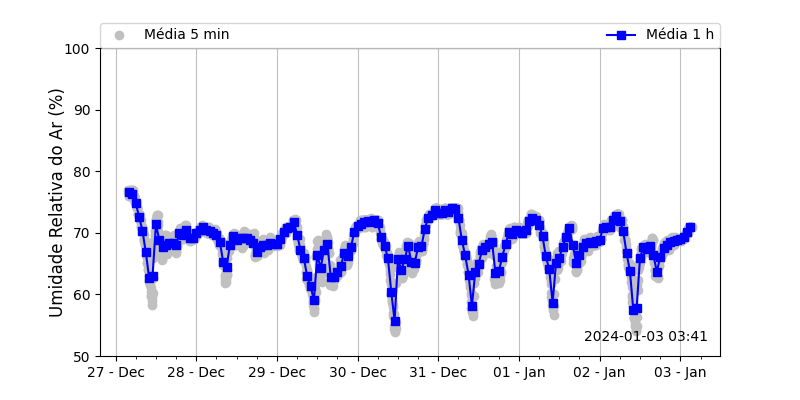 Média 5 min
Média 1 h
Umidade Relativa do Ar (%)
100
90
80
70
60
50
2024-01-03 03:41
27 - Dec
28 - Dec
29 - Dec
30 - Dec
31 - Dec
01 - Jan
02 - Jan
03 - Jan